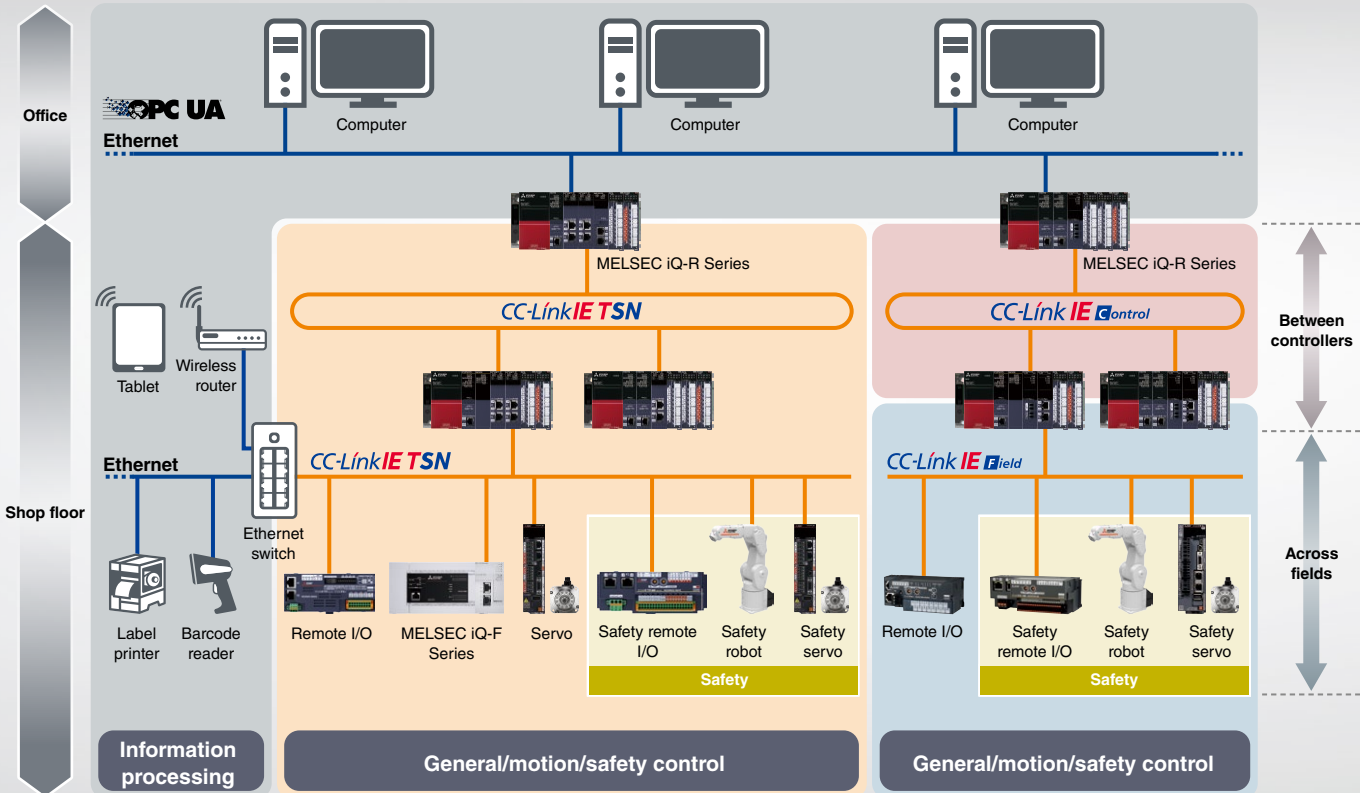 Office
OPC UA
Ethernet
Computer
Computer
Computer
MELSEC iQ-R Series
MELSEC iQ-R Series
CC-Link IE TSN
CC-Link IE Control
Between
controllers
Tablet
Wireless
router
Ethernet
CC-Link IE TSN
CC-Link IE Field
Shop floor
Ethernet
switch
Across
fields
Label
printer
Barcode
reader
Remote I/O
MELSEC iQ-F
Series
Servo
Safety remote
I/O
Safety
robot
Safety
servo
Safety
Remote I/O
Safety
remote I/O
Safety
robot
Safety
servo
Safety
Information
processing
General/motion/safety control
General/motion/safety control